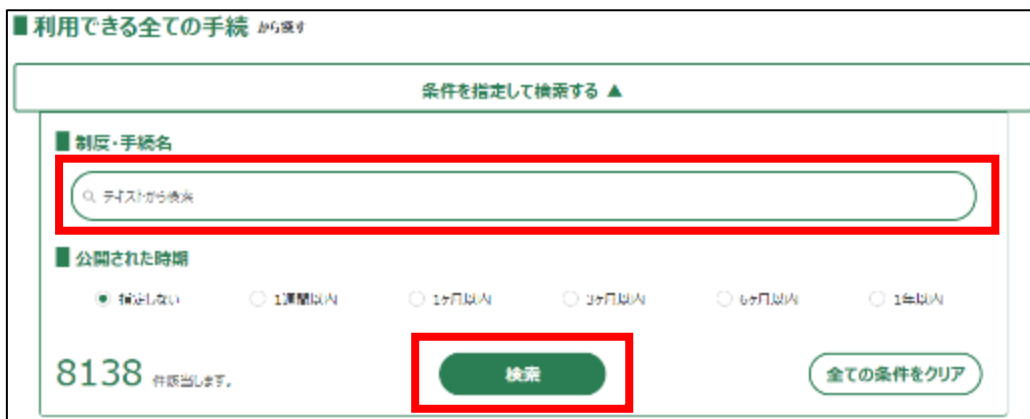 ■利用できる全ての手続 から探す
条件を指定して検索する ▲
■制度・手続名
テキストから検索
■公開された時期
指定しない 1週間以内 1ヶ月以内 3ヶ月以内 6ヶ月以内 1年以内
8138 件該当します。 検索 全ての条件をクリア